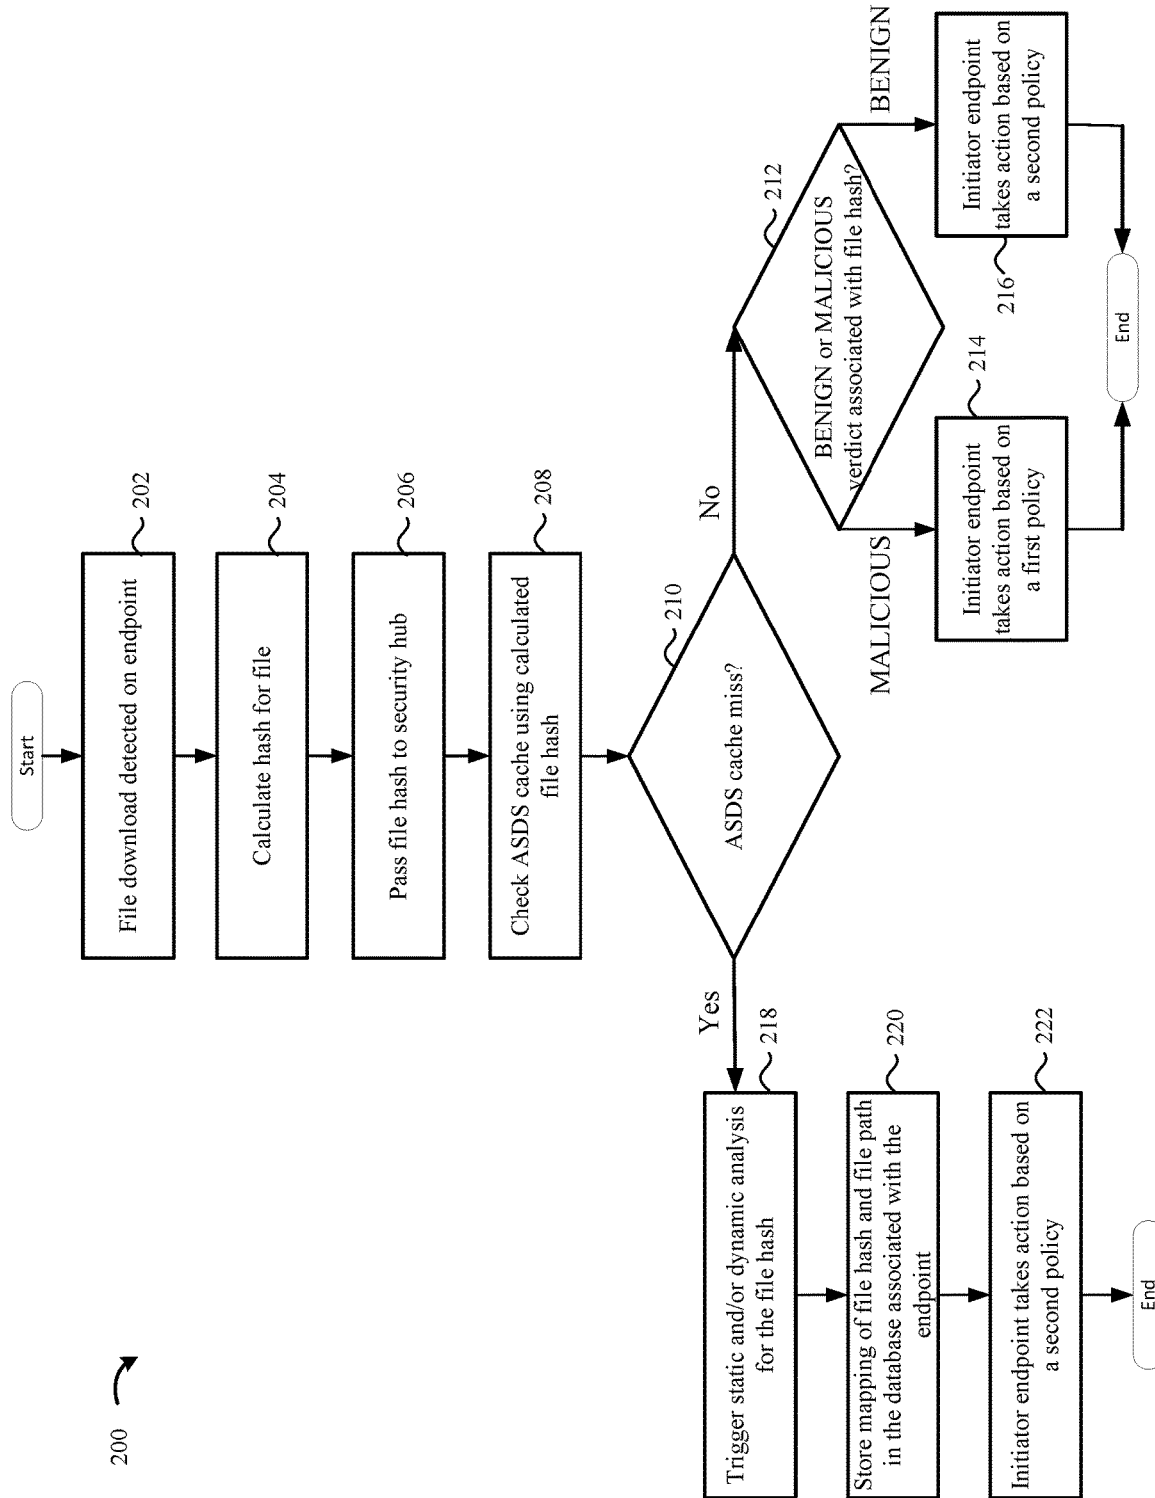 200
Start
File download detected on endpoint
202
Calculate hash for file
204
Pass file hash to security hub
206
Check ASDS cache using calculated
file hash
208
ASDS cache miss?
210
Yes
No
Trigger static and/or dynamic analysis
for the file hash
218
Store mapping of file hash and file path
in the database associated with the
endpoint
220
Initiator endpoint takes action based on
a second policy
222
End
BENIGN or MALICIOUS
verdict associated with file hash?
212
MALICIOUS
BENIGN
Initiator endpoint
takes action based on
a first policy
214
Initiator endpoint
takes action based on
a second policy
216
End